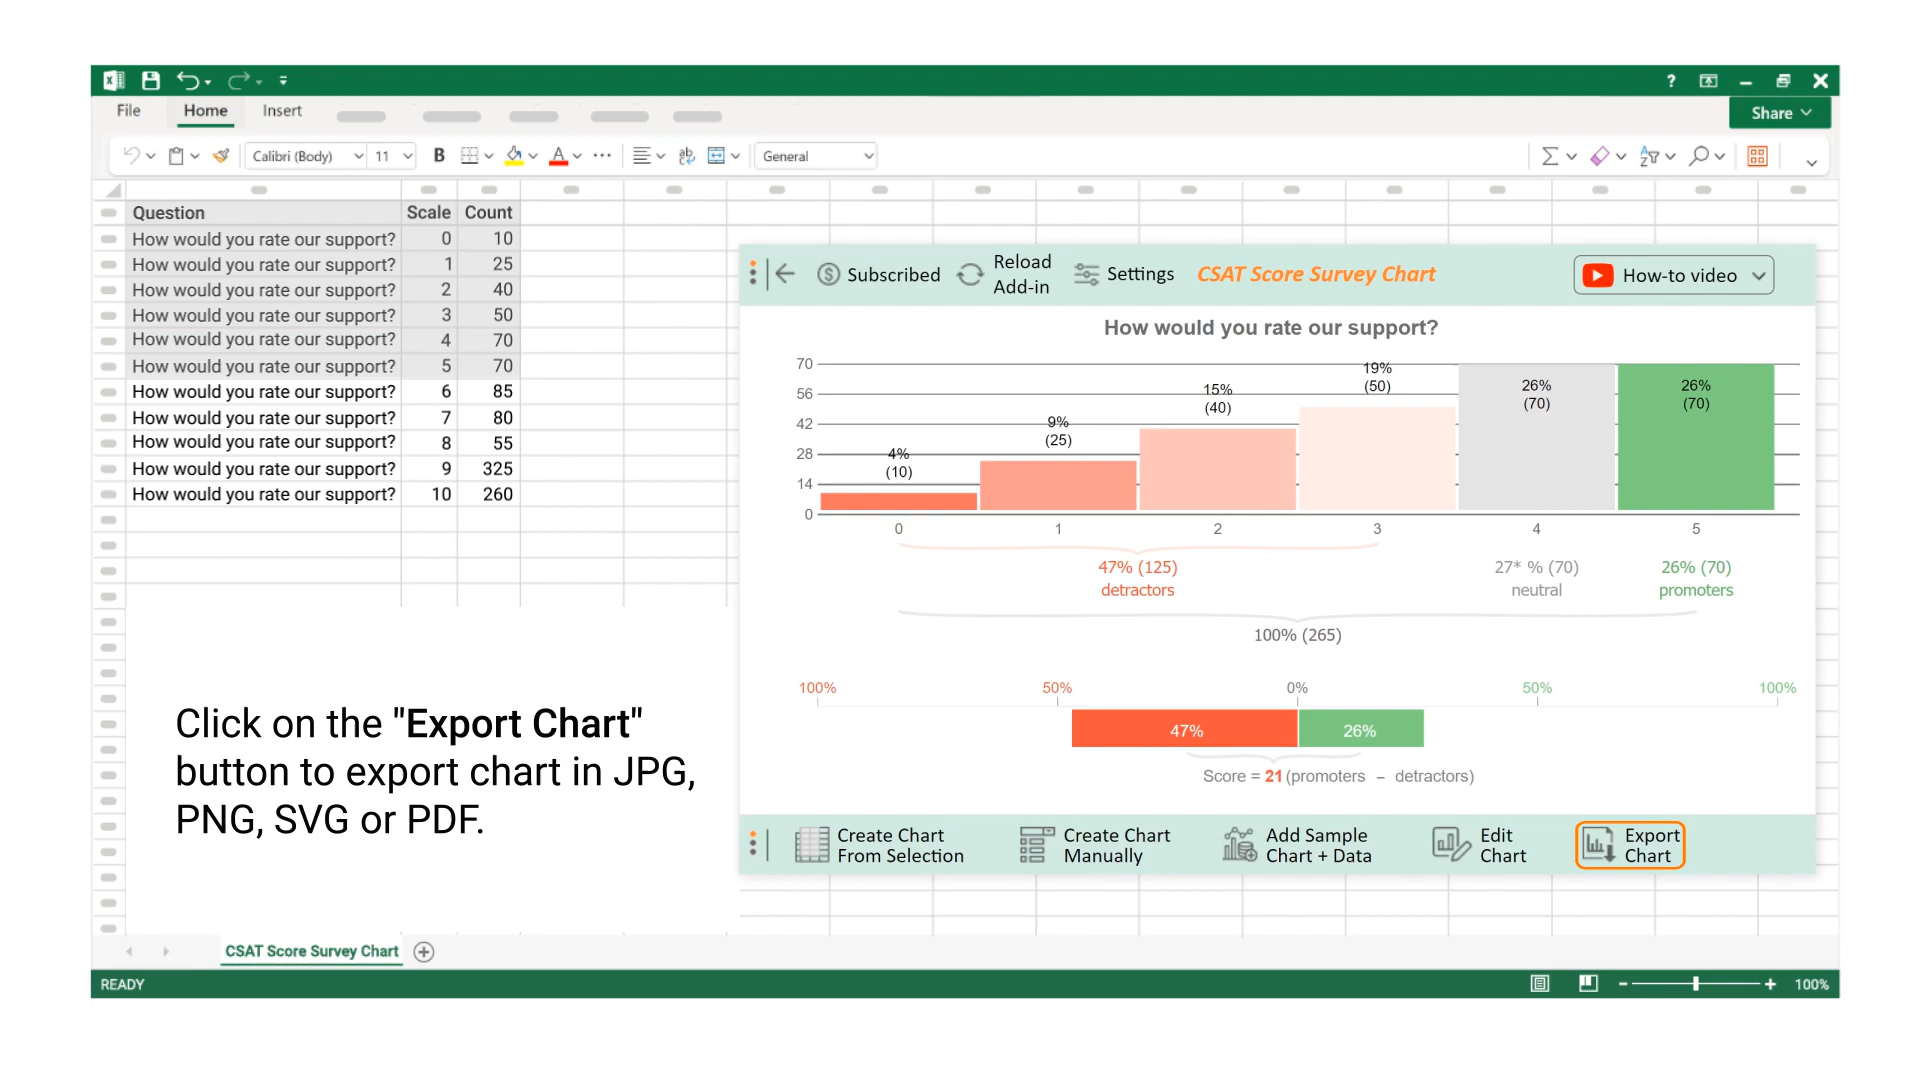 File Home Insert
Share
Calibri (Body) 11 B A ab General
Question Scale Count
How would you rate our support? 0 10
How would you rate our support? 1 25
How would you rate our support? 2 40
How would you rate our support? 3 50
How would you rate our support? 4 70
How would you rate our support? 5 70
How would you rate our support? 6 85
How would you rate our support? 7 80
How would you rate our support? 8 55
How would you rate our support? 9 325
How would you rate our support? 10 260
Click on the "Export Chart"
button to export chart in JPG,
PNG, SVG or PDF.
Subscribed
Reload
Add-in
Settings
CSAT Score Survey Chart
How-to video
How would you rate our support?
70
56
42
28
14
0
4%
(10)
9%
(25)
15%
(40)
19%
(50)
26%
(70)
26%
(70)
0 1 2 3 4 5
47% (125)
detractors
27* % (70)
neutral
26% (70)
promoters
100% (265)
100% 50% 0% 50% 100%
47% 26%
Score = 21 (promoters – detractors)
Create Chart
From Selection
Create Chart
Manually
Add Sample
Chart + Data
Edit
Chart
Export
Chart
CSAT Score Survey Chart
READY
100%